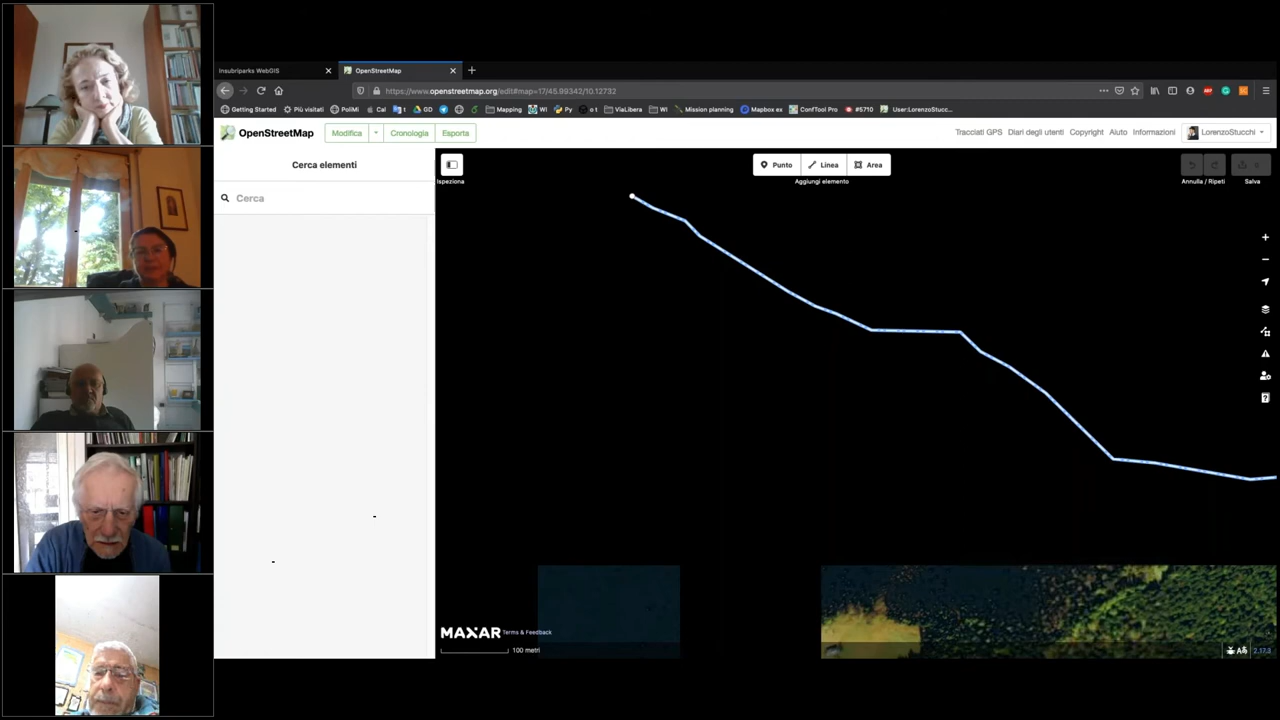 Insubriparks WebGIS
OpenStreetMap
https://www.openstreetmap.org/edit#map=17/45.99342/10.12732
Getting Started Più visitati PoliMi Cal GD Mapping WI Py ViaLibera WI Mission planning Mapbox ex ConfTool Pro #5710 User:LorenzoStucc...
OpenStreetMap Modifica Cronologia Esporta Tracciati GPS Diari degli utenti Copyright Aiuto Informazioni LorenzoStucchi
Cerca elementi
Cerca
Ispeziona
Punto Linea Area
Aggiungi elemento
Annulla / Ripeti
Salva
MAXAR Terms & Feedback
100 metri
2.17.3